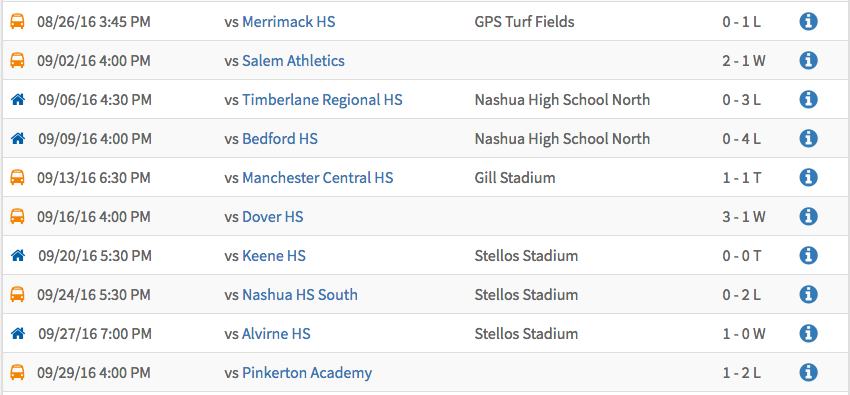 08/26/16 3:45 PM vs Merrimack HS GPS Turf Fields 0 - 1 L
09/02/16 4:00 PM vs Salem Athletics 2 - 1 W
09/06/16 4:30 PM vs Timberlane Regional HS Nashua High School North 0 - 3 L
09/09/16 4:00 PM vs Bedford HS Nashua High School North 0 - 4 L
09/13/16 6:30 PM vs Manchester Central HS Gill Stadium 1 - 1 T
09/16/16 4:00 PM vs Dover HS 3 - 1 W
09/20/16 5:30 PM vs Keene HS Stellos Stadium 0 - 0 T
09/24/16 5:30 PM vs Nashua HS South Stellos Stadium 0 - 2 L
09/27/16 7:00 PM vs Alvirne HS Stellos Stadium 1 - 0 W
09/29/16 4:00 PM vs Pinkerton Academy 1 - 2 L